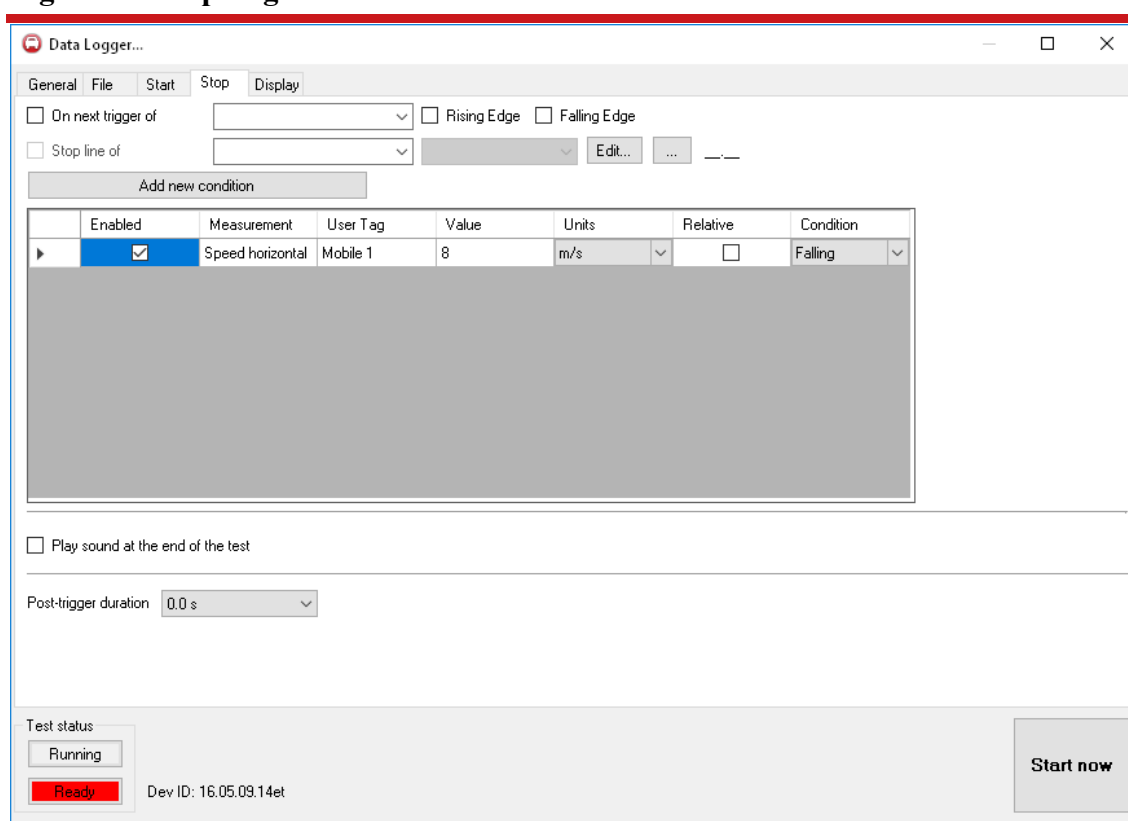 Data Logger...
General File Start Stop Display
On next trigger of Rising Edge Falling Edge
Stop line of Edit... ... __.__
Add new condition
Enabled Measurement User Tag Value Units Relative Condition
Speed horizontal Mobile 1 8 m/s Falling
Play sound at the end of the test
Post-trigger duration 0.0 s
Test status
Running
Start now
Ready Dev ID: 16.05.09.14et